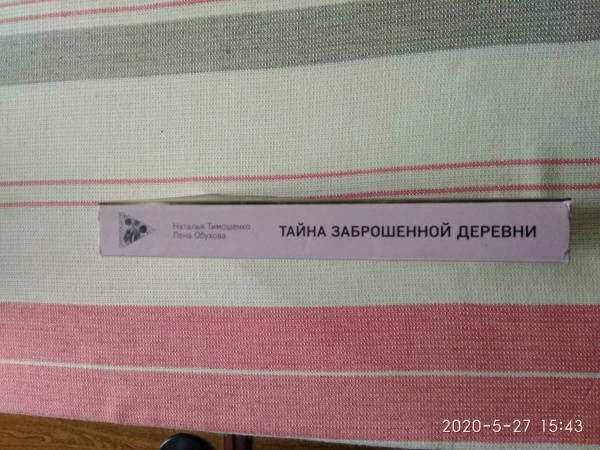 Наталья Тимошенко
Лена Обухова
ТАЙНА ЗАБРОШЕННОЙ ДЕРЕВНИ
2020-5-27 15:43